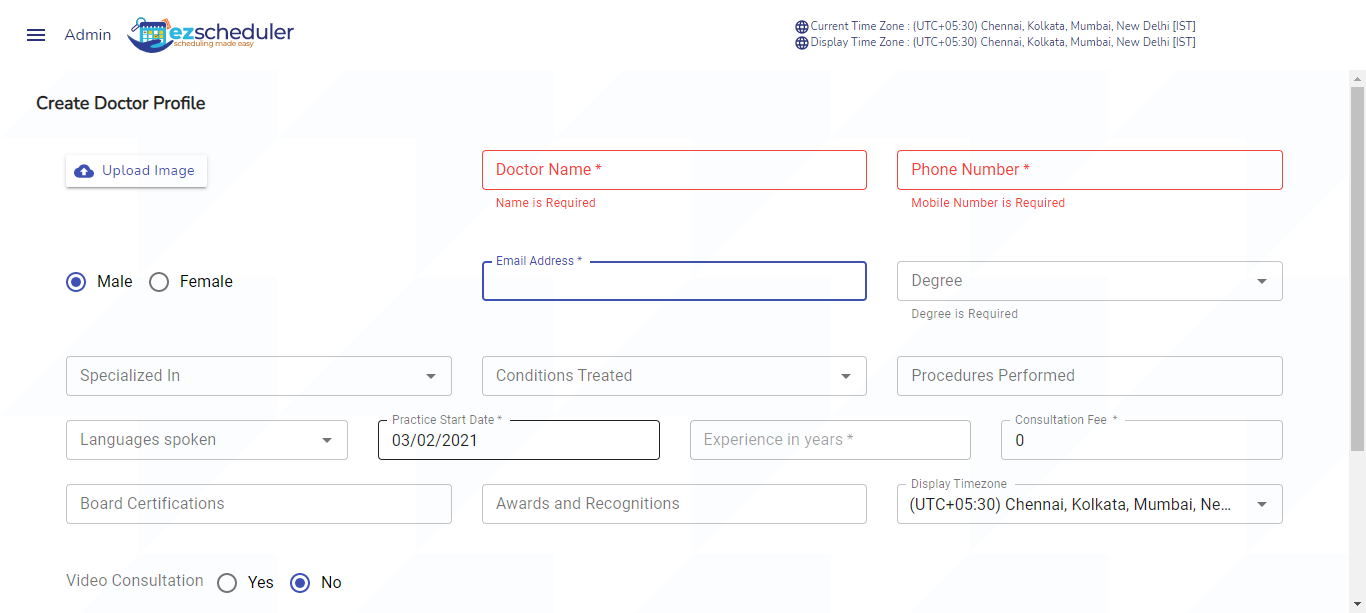 Admin
ezscheduler
scheduling made easy
Current Time Zone : (UTC+05:30) Chennai, Kolkata, Mumbai, New Delhi [IST]
Display Time Zone : (UTC+05:30) Chennai, Kolkata, Mumbai, New Delhi [IST]
Create Doctor Profile
Upload Image
Doctor Name *
Phone Number *
Name is Required
Mobile Number is Required
Male
Female
Email Address *
Degree
Degree is Required
Specialized In
Conditions Treated
Procedures Performed
Languages spoken
Practice Start Date *
03/02/2021
Experience in years *
Consultation Fee *
0
Board Certifications
Awards and Recognitions
Display Timezone
(UTC+05:30) Chennai, Kolkata, Mumbai, Ne...
Video Consultation
Yes
No